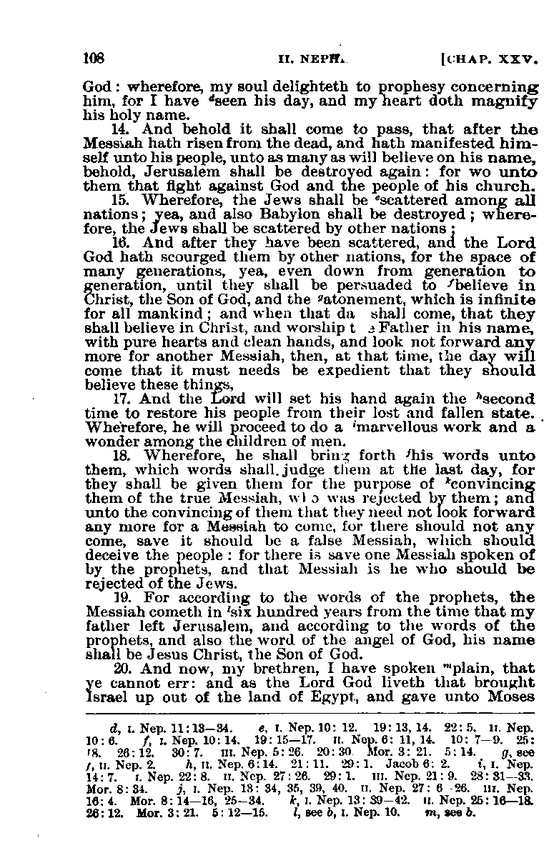 108 II. NEPHI. [CHAP. XXV.
God: wherefore, my soul delighteth to prophesy concerning
him, for I have ᵈseen his day, and my heart doth magnify
his holy name.
14. And behold it shall come to pass, that after the
Messiah hath risen from the dead, and hath manifested him-
self unto his people, unto as many as will believe on his name,
behold, Jerusalem shall be destroyed again: for wo unto
them that fight against God and the people of his church.
15. Wherefore, the Jews shall be ᵉscattered among all
nations; yea, and also Babylon shall be destroyed; where-
fore, the Jews shall be scattered by other nations;
16. And after they have been scattered, and the Lord
God hath scourged them by other nations, for the space of
many generations, yea, even down from generation to
generation, until they shall be persuaded to ᶠbelieve in
Christ, the Son of God, and the ᵍatonement, which is infinite
for all mankind; and when that da shall come, that they
shall believe in Christ, and worship t e Father in his name,
with pure hearts and clean hands, and look not forward any
more for another Messiah, then, at that time, the day will
come that it must needs be expedient that they should
believe these things,
17. And the Lord will set his hand again the ʰsecond
time to restore his people from their lost and fallen state.
Wherefore, he will proceed to do a ⁱmarvellous work and a
wonder among the children of men.
18. Wherefore, he shall bring forth ʲhis words unto
them, which words shall judge them at the last day, for
they shall be given them for the purpose of ᵏconvincing
them of the true Messiah, who was rejected by them; and
unto the convincing of them that they need not look forward
any more for a Messiah to come, for there should not any
come, save it should be a false Messiah, which should
deceive the people: for there is save one Messiah spoken of
by the prophets, and that Messiah is he who should be
rejected of the Jews.
19. For according to the words of the prophets, the
Messiah cometh in ˡsix hundred years from the time that my
father left Jerusalem, and according to the words of the
prophets, and also the word of the angel of God, his name
shall be Jesus Christ, the Son of God.
20. And now, my brethren, I have spoken ᵐplain, that
ye cannot err: and as the Lord God liveth that brought
Israel up out of the land of Egypt, and gave unto Moses
d, I. Nep. 11:13—34. e, I. Nep. 10:12. 19:13, 14. 22:5. II. Nep.
10:6. f, I. Nep. 10:14. 19:15—17. II. Nep. 6:11, 14. 10:7—9. 25:
18. 26:12. 30:7. III. Nep. 5:26. 20:30 Mor. 3:21. 5:14. g, see
f, II. Nep. 2. h, II. Nep. 6:14. 21:11. 29:1. Jacob 6:2. i, I. Nep.
14:7. I. Nep. 22:8. II. Nep. 27:26. 29:1. III. Nep. 21:9. 28:31—33.
Mor. 8:34. j, I. Nep. 13:34, 35, 39, 40. II. Nep. 27:6-26. III. Nep.
16:4. Mor. 8:14—16, 25—34. k, I. Nep. 13:39—42. II. Nep. 25:16—18.
26:12. Mor. 3:21. 5:12—15. l, see b, I. Nep. 10. m, see b.